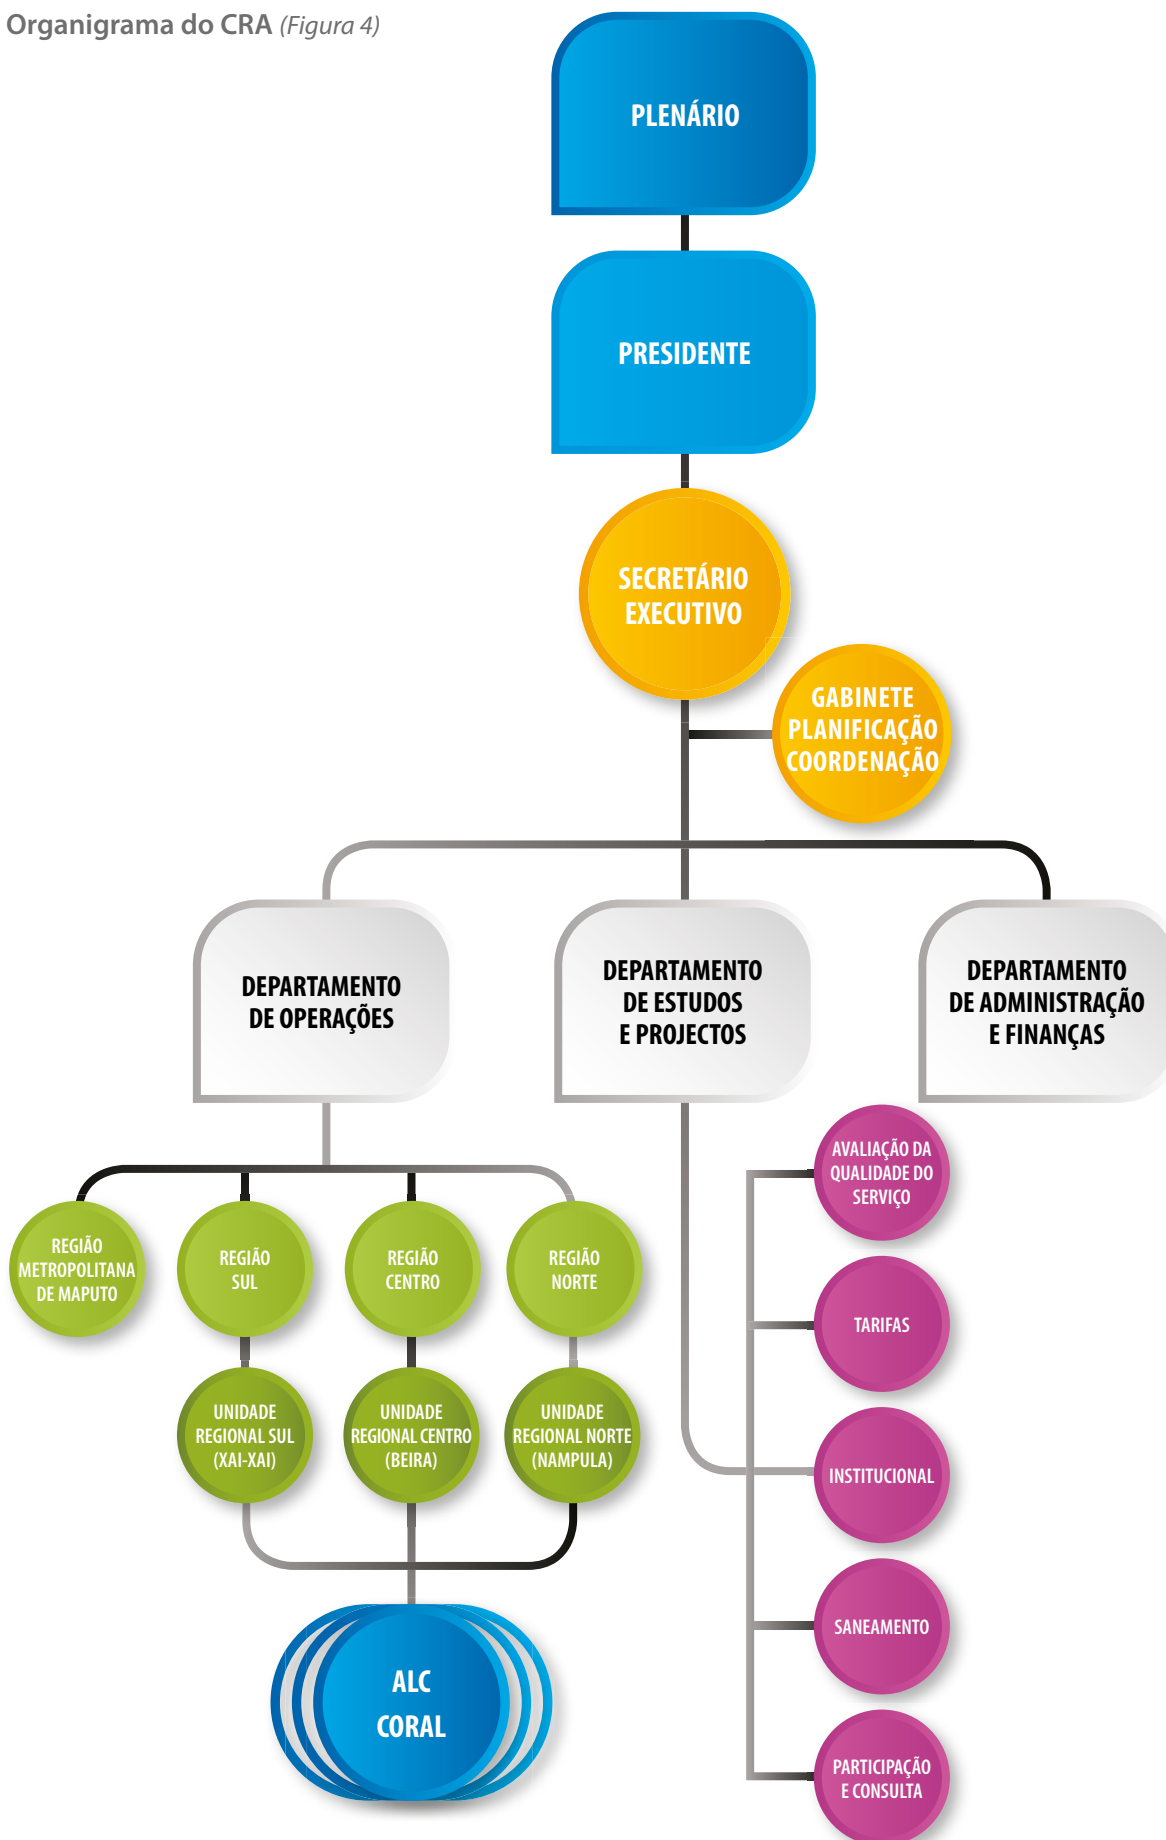 Organigrama do CRA (Figura 4)
PLENÁRIO
PRESIDENTE
SECRETÁRIO
EXECUTIVO
GABINETE
PLANIFICAÇÃO
COORDENAÇÃO
DEPARTAMENTO
DE OPERAÇÕES
DEPARTAMENTO
DE ESTUDOS
E PROJECTOS
DEPARTAMENTO
DE ADMINISTRAÇÃO
E FINANÇAS
REGIÃO
METROPOLITANA
DE MAPUTO
REGIÃO
SUL
REGIÃO
CENTRO
REGIÃO
NORTE
UNIDADE
REGIONAL SUL
(XAI-XAI)
UNIDADE
REGIONAL CENTRO
(BEIRA)
UNIDADE
REGIONAL NORTE
(NAMPULA)
ALC
CORAL
AVALIAÇÃO DA
QUALIDADE DO
SERVIÇO
TARIFAS
INSTITUCIONAL
SANEAMENTO
PARTICIPAÇÃO
E CONSULTA